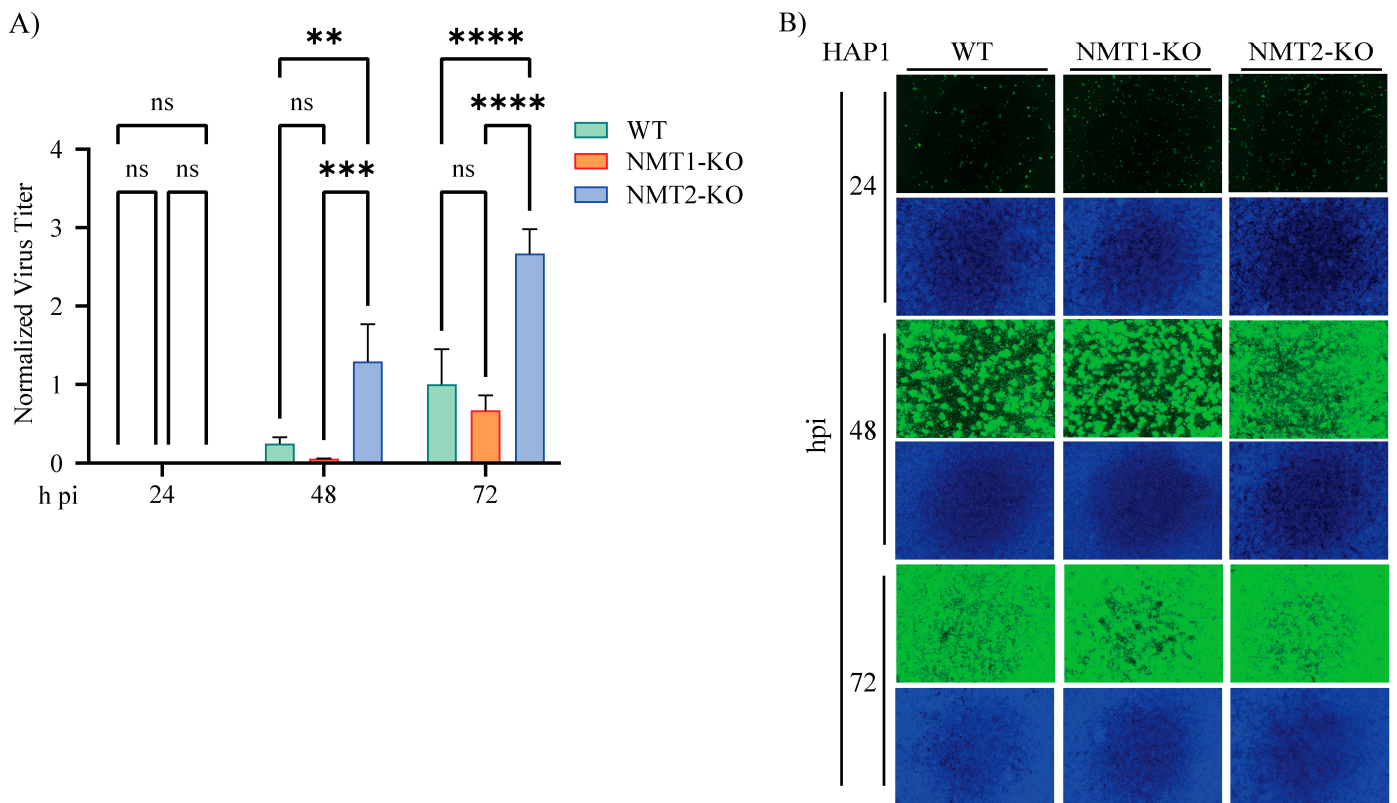 A)
** ****
ns ns ****
ns ns *** ns
WT
NMT1-KO
NMT2-KO
Normalized Virus Titer
4
3
2
1
0
h pi 24 48 72
B)
HAP1 WT NMT1-KO NMT2-KO
hpi
24
48
72